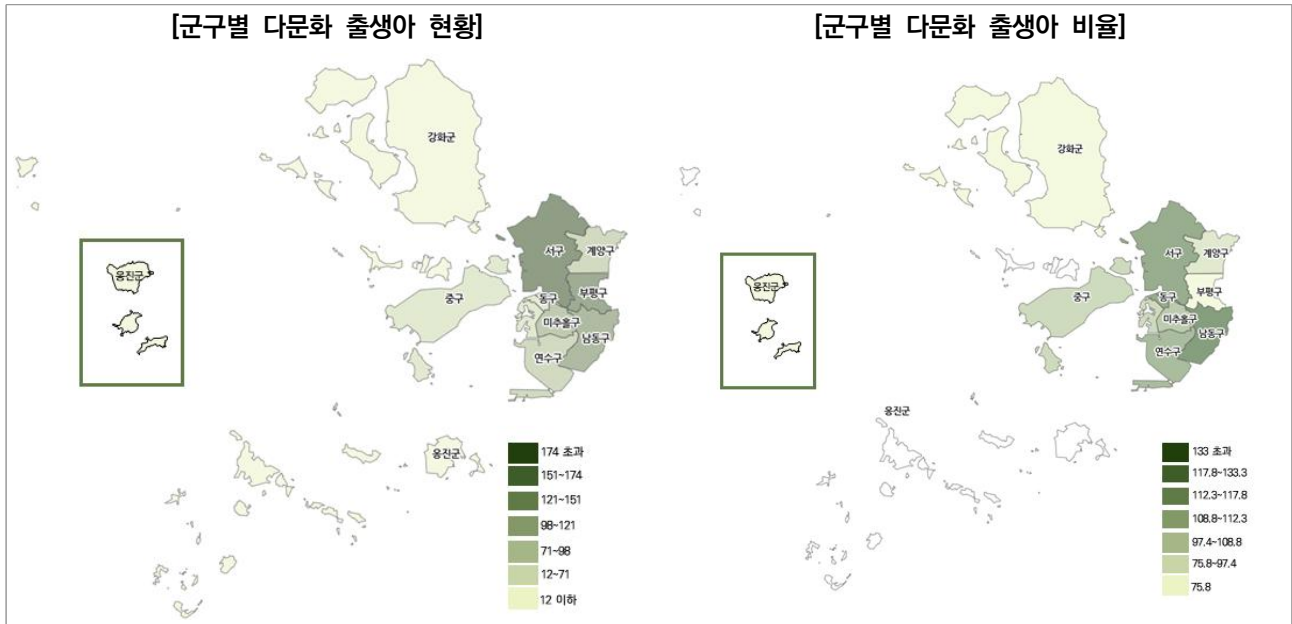 [군구별 다문화 출생아 현황]
강화군
서구
계양구
옹진군
중구
동구
부평구
미추홀구
남동구
연수구
옹진군
174 초과
151~174
121~151
98~121
71~98
12~71
12 이하
[군구별 다문화 출생아 비율]
강화군
서구
계양구
옹진군
중구
동구
부평구
미추홀구
남동구
연수구
옹진군
133 초과
117.8~133.3
112.3~117.8
108.8~112.3
97.4~108.8
75.8~97.4
75.8